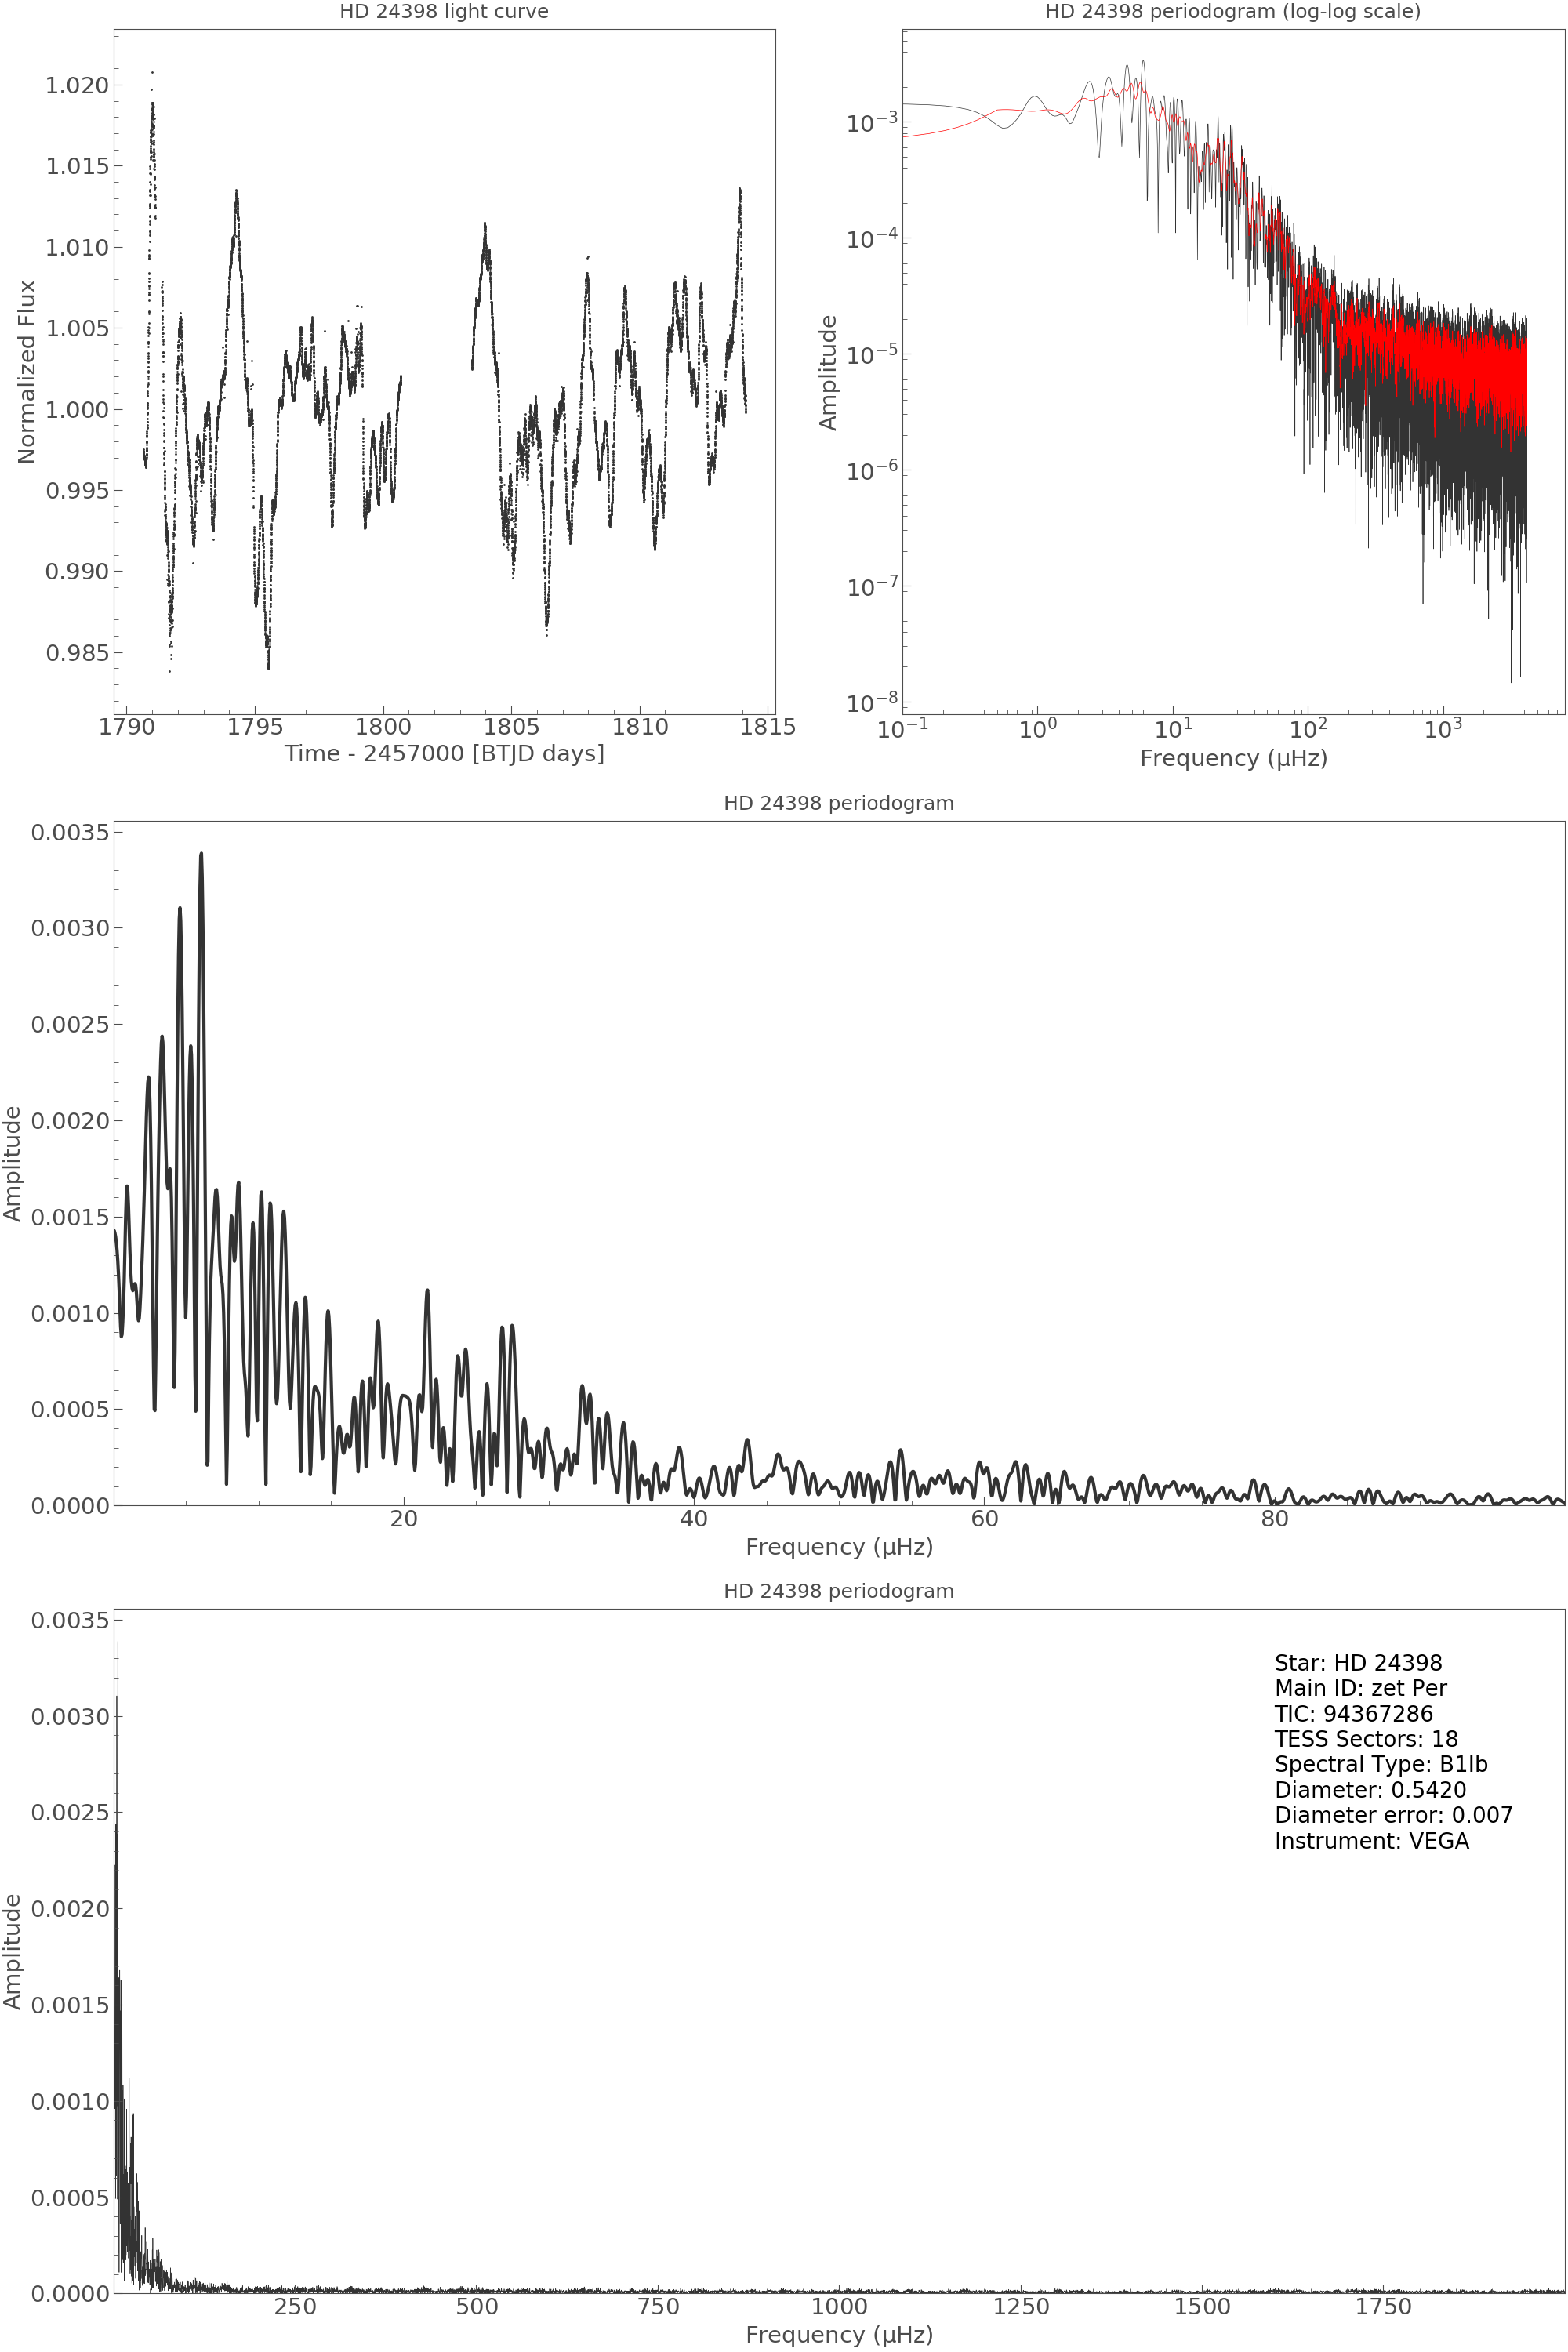 HD 24398 light curve
1.020
1.015
1.010
1.005
1.000
0.995
0.990
0.985
Normalized Flux
1790 1795 1800 1805 1810 1815
Time - 2457000 [BTJD days]
HD 24398 periodogram (log-log scale)
10⁻³
10⁻⁴
10⁻⁵
10⁻⁶
10⁻⁷
10⁻⁸
Amplitude
10⁻¹ 10⁰ 10¹ 10² 10³
Frequency (µHz)
HD 24398 periodogram
0.0035
0.0030
0.0025
0.0020
0.0015
0.0010
0.0005
0.0000
Amplitude
20 40 60 80
Frequency (µHz)
HD 24398 periodogram
0.0035
0.0030
0.0025
0.0020
0.0015
0.0010
0.0005
0.0000
Amplitude
Star: HD 24398
Main ID: zet Per
TIC: 94367286
TESS Sectors: 18
Spectral Type: B1Ib
Diameter: 0.5420
Diameter error: 0.007
Instrument: VEGA
250 500 750 1000 1250 1500 1750
Frequency (µHz)